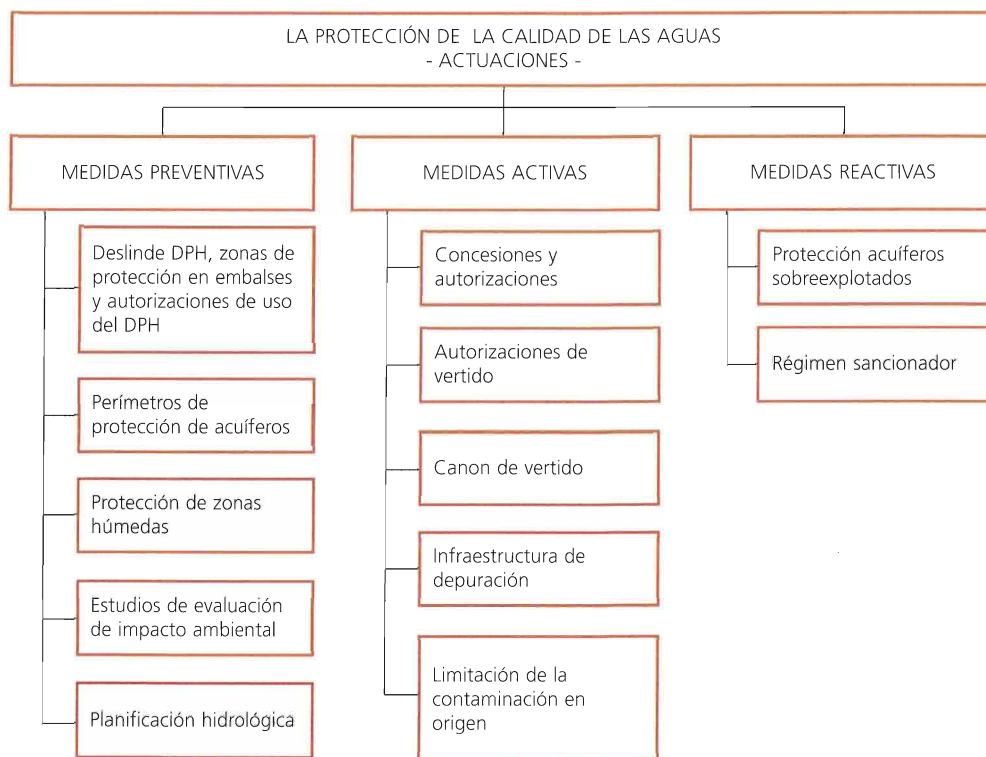 LA PROTECCIÓN DE LA CALIDAD DE LAS AGUAS
- ACTUACIONES -
MEDIDAS PREVENTIVAS
Deslinde DPH, zonas de
protección en embalses
y autorizaciones de uso
del DPH
Perímetros de
protección de acuíferos
Protección de zonas
húmedas
Estudios de evaluación
de impacto ambiental
Planificación hidrológica
MEDIDAS ACTIVAS
Concesiones y
autorizaciones
Autorizaciones de
vertido
Canon de vertido
Infraestructura de
depuración
Limitación de la
contaminación en
origen
MEDIDAS REACTIVAS
Protección acuíferos
sobreexplotados
Régimen sancionador